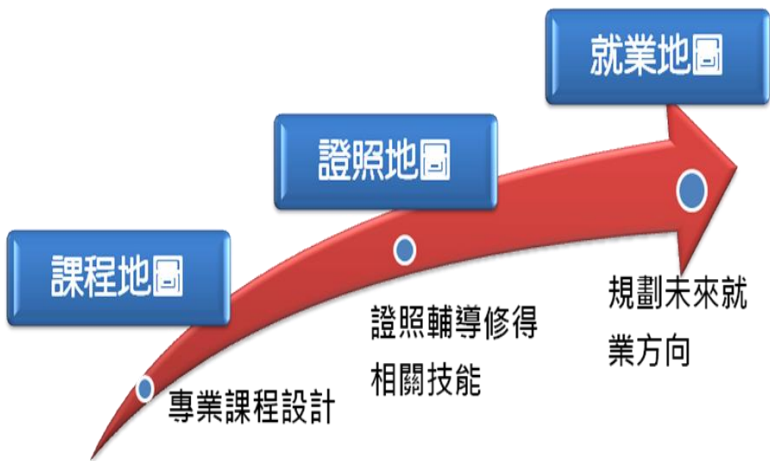 就業地圖
證照地圖
課程地圖
規劃未來就
業方向
證照輔導修得
相關技能
專業課程設計